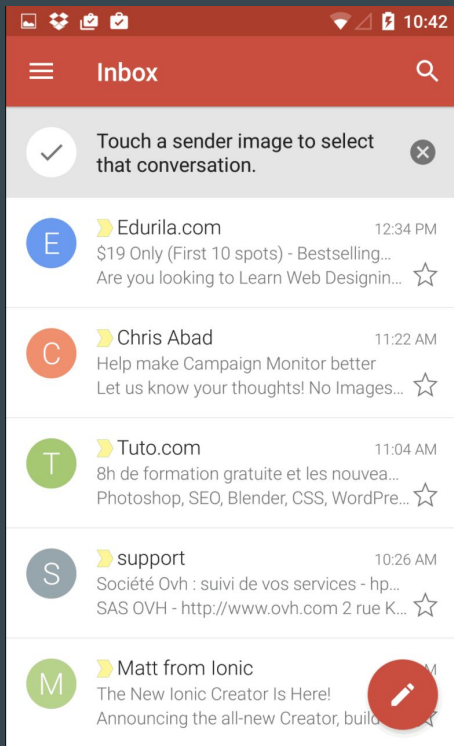 10:42
Inbox
Touch a sender image to select
that conversation.
E
Edurila.com
12:34 PM
$19 Only (First 10 spots) - Bestselling...
Are you looking to Learn Web Designin...
C
Chris Abad
11:22 AM
Help make Campaign Monitor better
Let us know your thoughts! No Images...
T
Tuto.com
11:04 AM
8h de formation gratuite et les nouvea...
Photoshop, SEO, Blender, CSS, WordPre...
S
support
10:26 AM
Société Ovh : suivi de vos services - hp...
SAS OVH - http://www.ovh.com 2 rue K...
M
Matt from Ionic
The New Ionic Creator Is Here!
Announcing the all-new Creator, build